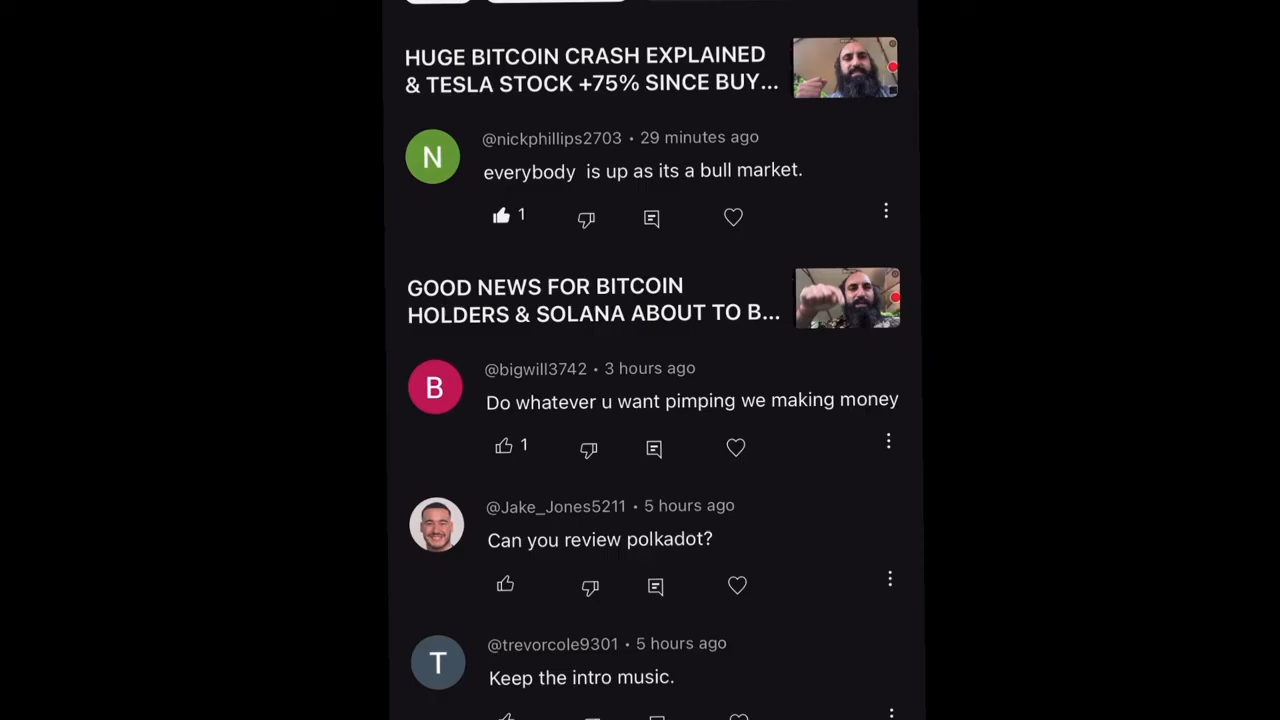 HUGE BITCOIN CRASH EXPLAINED
& TESLA STOCK +75% SINCE BUY...
@nickphillips2703 • 29 minutes ago
N
everybody  is up as its a bull market.
1
GOOD NEWS FOR BITCOIN
HOLDERS & SOLANA ABOUT TO B...
@bigwill3742 • 3 hours ago
B
Do whatever u want pimping we making money
1
@Jake_Jones5211 • 5 hours ago
Can you review polkadot?
@trevorcole9301 • 5 hours ago
T
Keep the intro music.